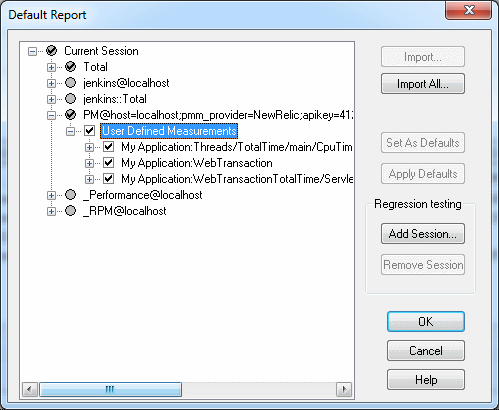 Default Report
Current Session
Total
jenkins@localhost
jenkins::Total
PM@host=localhost;pmm_provider=NewRelic;apikey=412
User Defined Measurements
My Application:Threads/TotalTime/main/CpuTim
My Application:WebTransaction
My Application:WebTransactionTotalTime/Servle
_Performance@localhost
_RPM@localhost
Import...
Import All...
Set As Defaults
Apply Defaults
Regression testing
Add Session...
Remove Session
OK
Cancel
Help